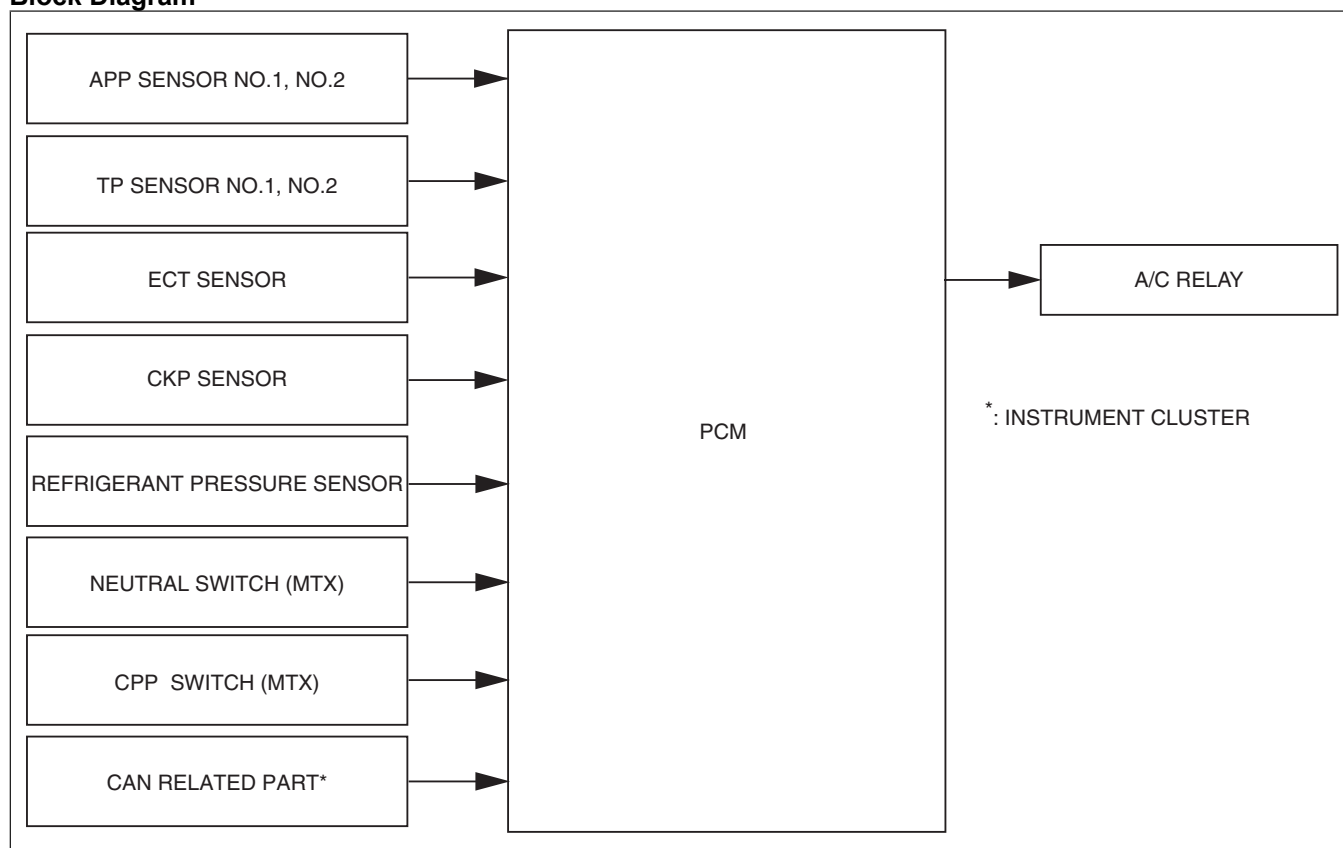 Block Diagram
APP SENSOR NO.1, NO.2
TP SENSOR NO.1, NO.2
ECT SENSOR
CKP SENSOR
REFRIGERANT PRESSURE SENSOR
NEUTRAL SWITCH (MTX)
CPP SWITCH (MTX)
CAN RELATED PART*
PCM
A/C RELAY
*: INSTRUMENT CLUSTER